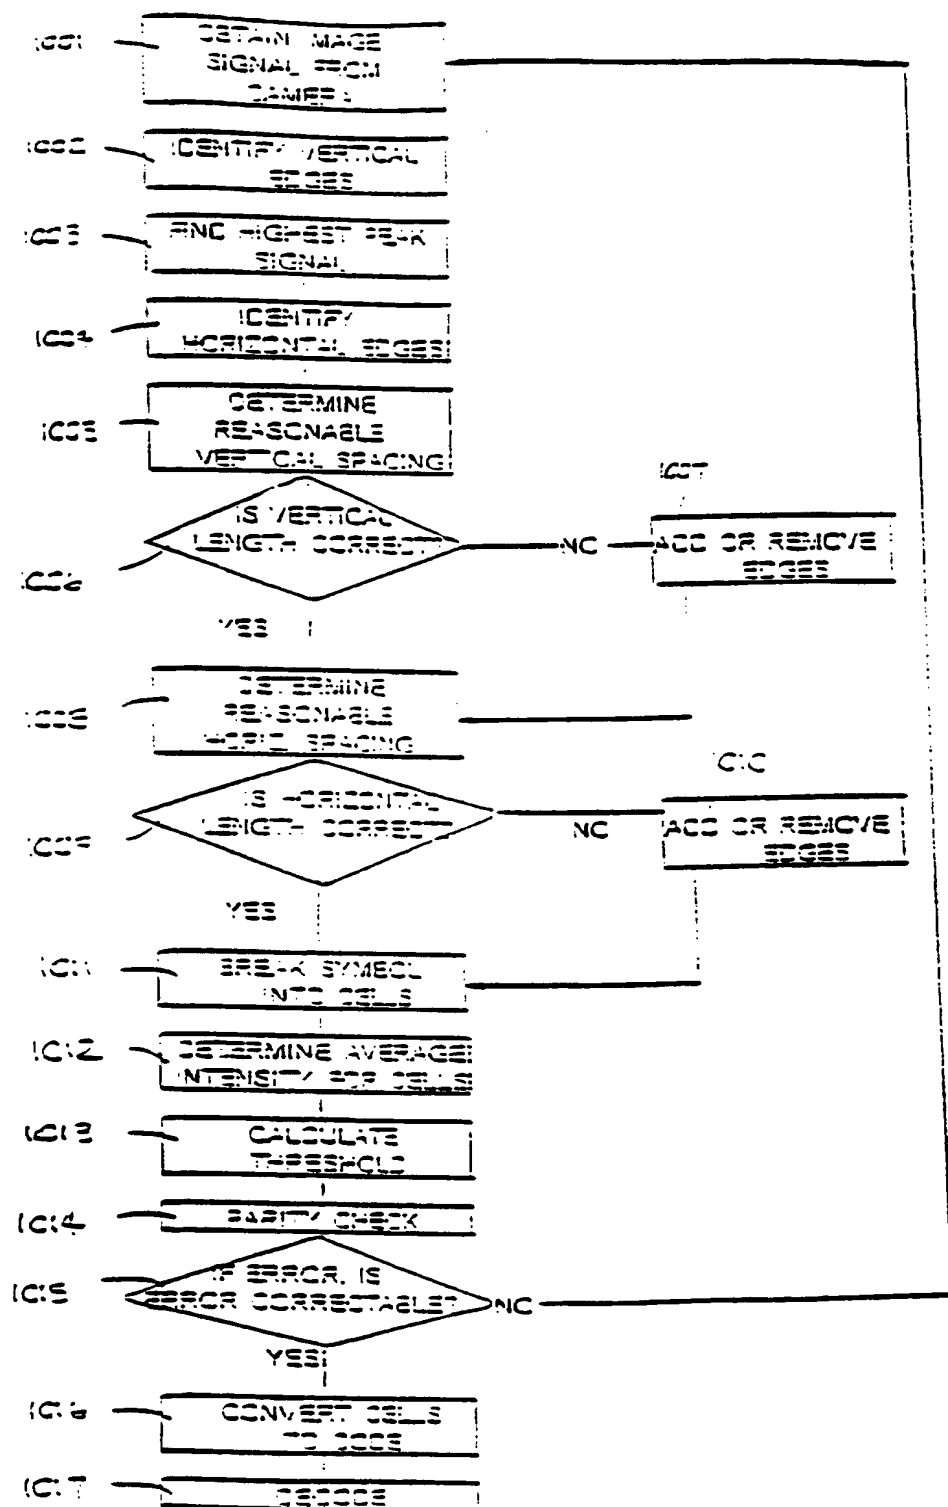 1001
OBTAIN IMAGE
SIGNAL FROM
CAMERA
1002
IDENTIFY VERTICAL
EDGES
1003
FIND HIGHEST PEAK
SIGNAL
1004
IDENTIFY
HORIZONTAL EDGES
1005
DETERMINE
REASONABLE
VERTICAL SPACING
1006
IS VERTICAL
LENGTH CORRECT?
NO
1007
ADD OR REMOVE
EDGES
YES
1008
DETERMINE
REASONABLE
HORIZ. SPACING
1009
IS HORIZONTAL
LENGTH CORRECT?
NO
1010
ADD OR REMOVE
EDGES
YES
1011
BREAK SYMBOL
INTO CELLS
1012
DETERMINE AVERAGE
INTENSITY FOR CELLS
1013
CALCULATE
THRESHOLD
1014
PARITY CHECK
1015
IF ERROR, IS
ERROR CORRECTABLE?
NO
YES
1016
CONVERT CELLS
TO CODE
1017
DECODE